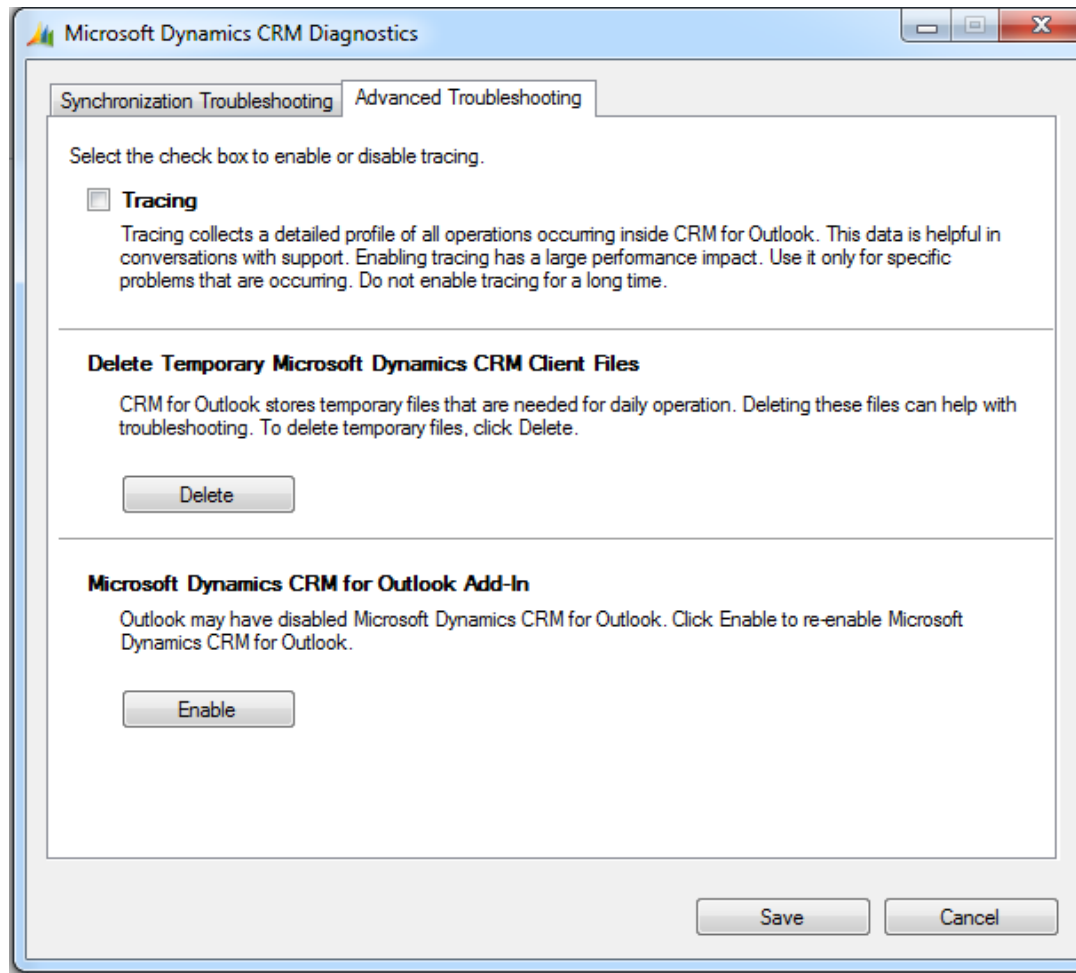 Microsoft Dynamics CRM Diagnostics
Synchronization Troubleshooting
Advanced Troubleshooting
Select the check box to enable or disable tracing.
Tracing
Tracing collects a detailed profile of all operations occurring inside CRM for Outlook. This data is helpful in
conversations with support. Enabling tracing has a large performance impact. Use it only for specific
problems that are occurring. Do not enable tracing for a long time.
Delete Temporary Microsoft Dynamics CRM Client Files
CRM for Outlook stores temporary files that are needed for daily operation. Deleting these files can help with
troubleshooting. To delete temporary files, click Delete.
Delete
Microsoft Dynamics CRM for Outlook Add-In
Outlook may have disabled Microsoft Dynamics CRM for Outlook. Click Enable to re-enable Microsoft
Dynamics CRM for Outlook.
Enable
Save
Cancel